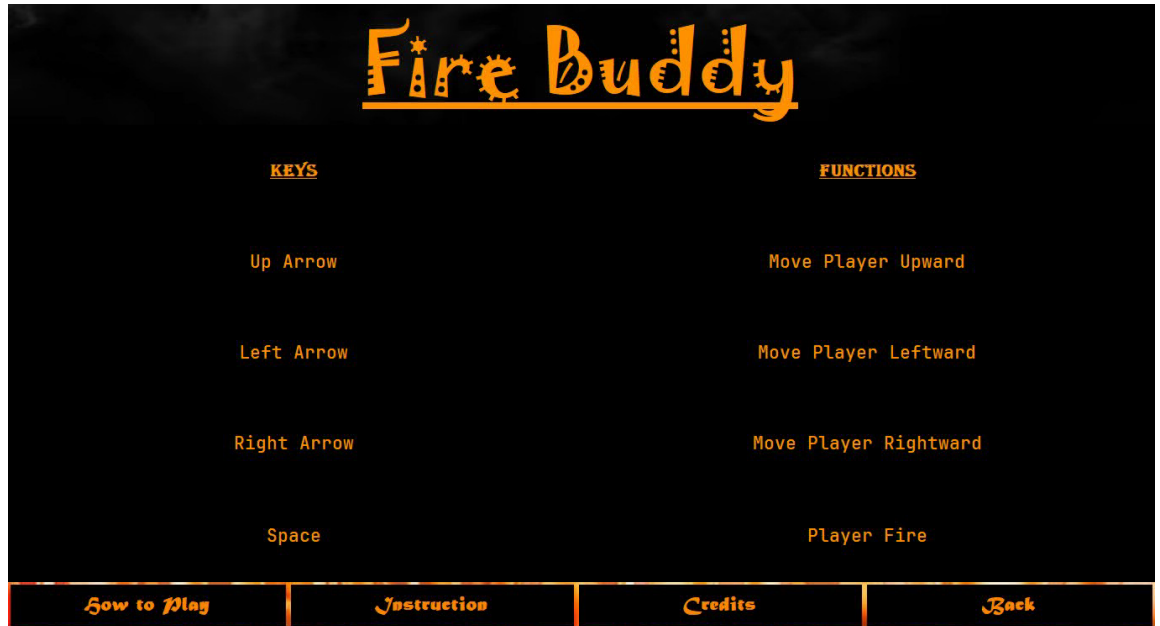 Fire Buddy
KEYS FUNCTIONS
Up Arrow Move Player Upward
Left Arrow Move Player Leftward
Right Arrow Move Player Rightward
Space Player Fire
How to Play Instruction Credits Back